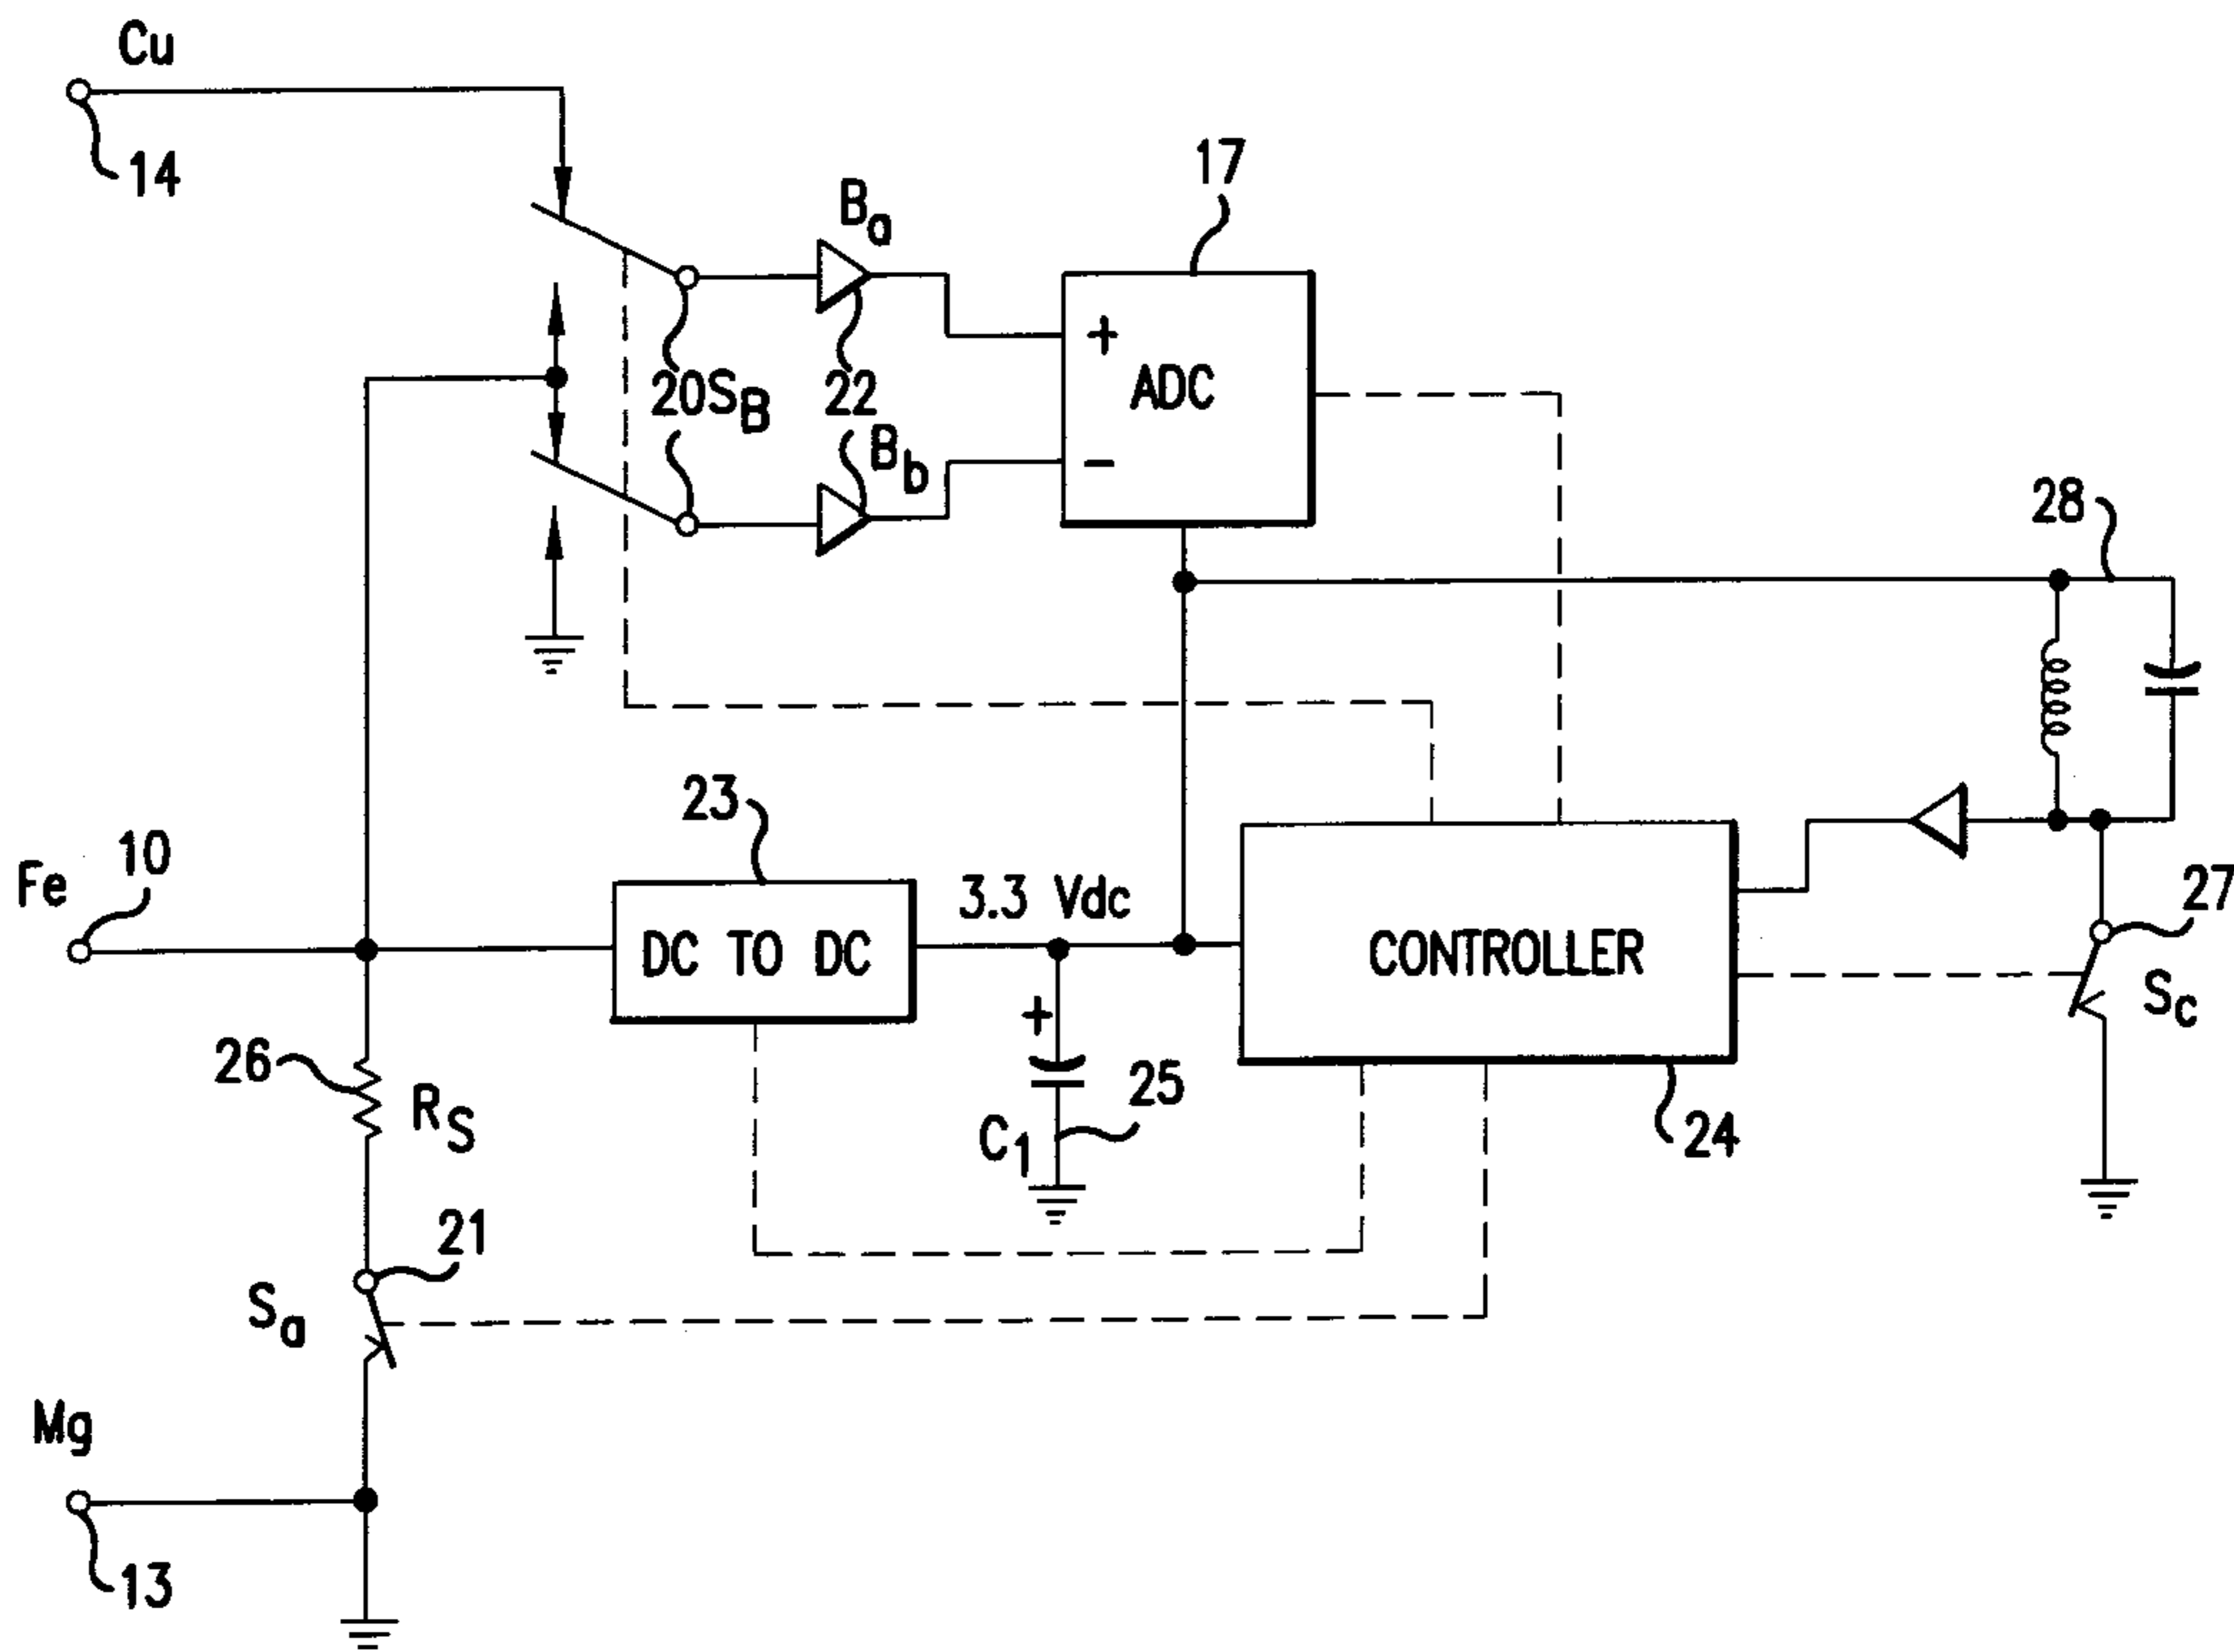 Cu
14
17
Ba
+
ADC
20SB
22
Bb
-
28
23
10
Fe
3.3 Vdc
27
DC TO DC
CONTROLLER
Sc
+
26
RS
25
C1
24
21
Sa
Mg
13